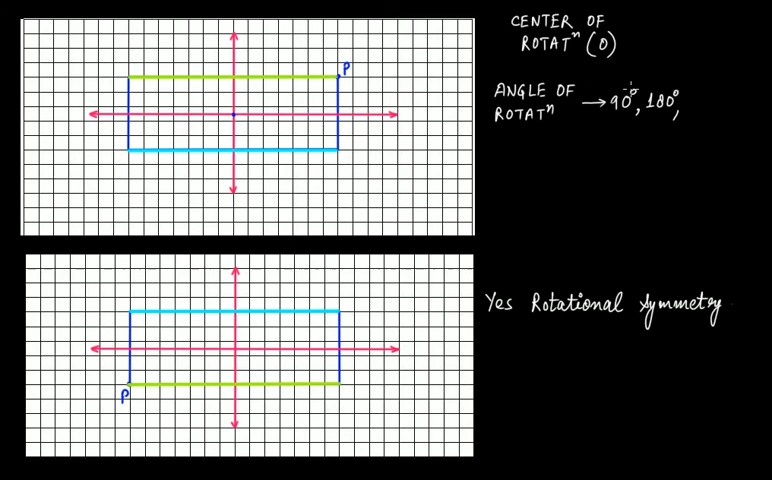 CENTER OF
ROTATⁿ (O)
P
ANGLE OF
ROTATⁿ → 90°, 180°,
Yes Rotational Symmetry
P